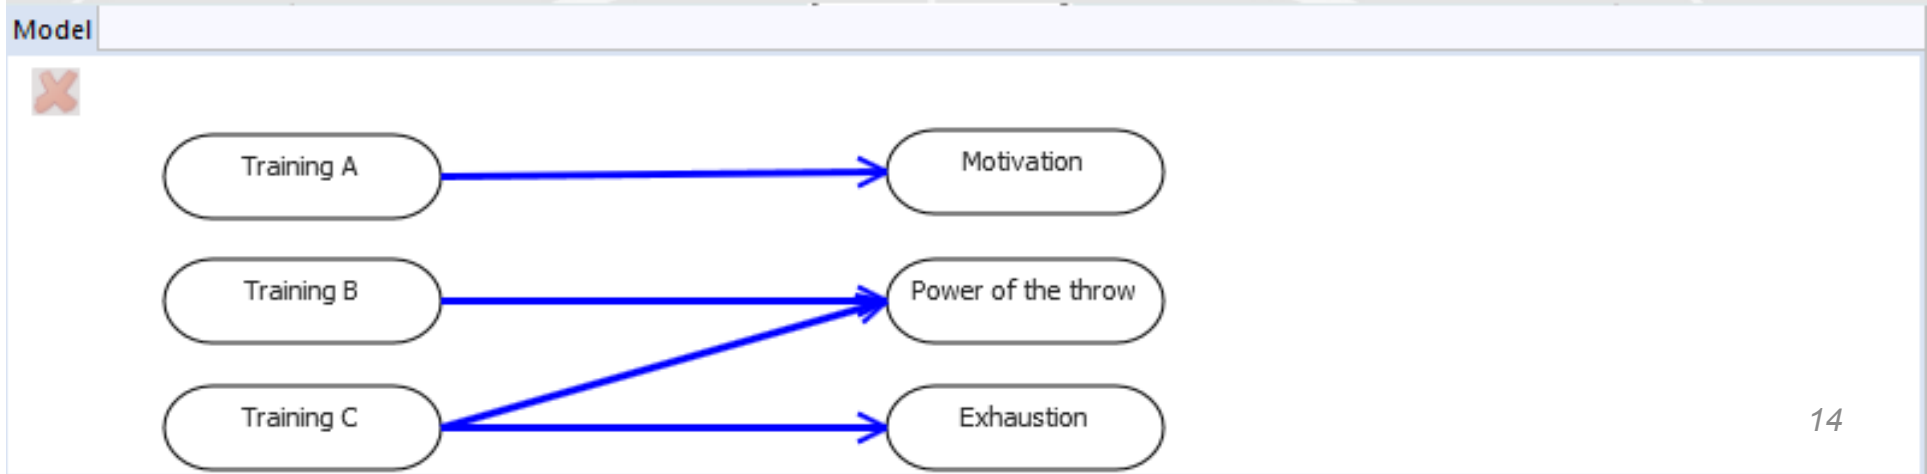 Model
Training A
Motivation
Training B
Power of the throw
Training C
Exhaustion
14